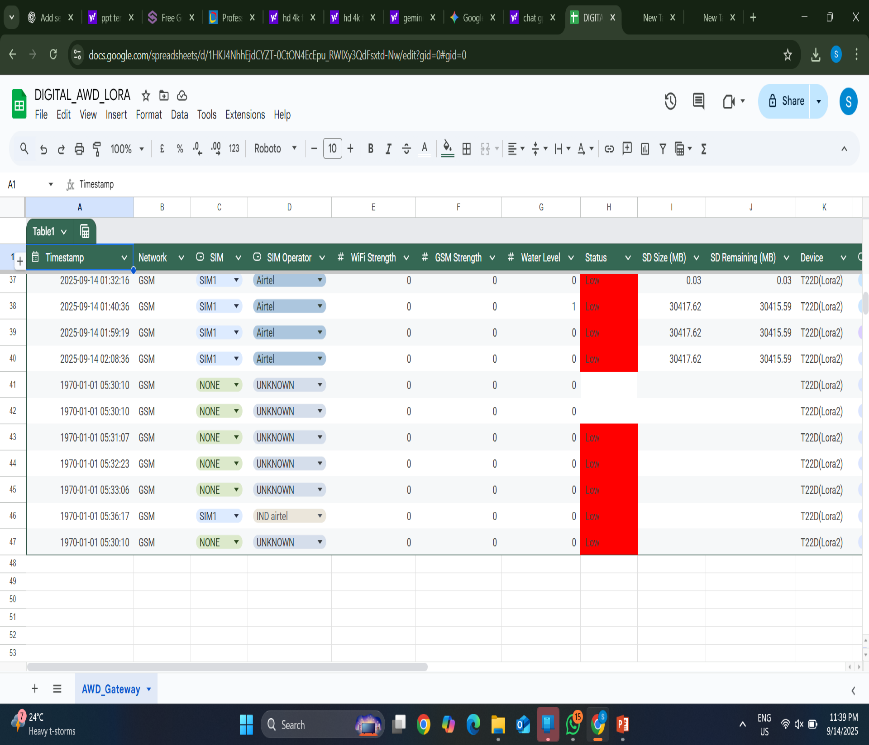 Add se ppt ter Free G Profes hd 4k hd 4k gemin Googl chat g DIGIT New T New T
docs.google.com/spreadsheets/d/1HKJ4NhhEjdCYZT-0CtON4EcEpu_RWlXy3QdFsxtd-Nw/edit?gid=0#gid=0 S
DIGITAL_AWD_LORA
File Edit View Insert Format Data Tools Extensions Help Share S
100% £ % .0 .00 123 Roboto 10 B I A
A1 fx Timestamp
A B C D E F G H I J K
Table1
1 Timestamp Network SIM SIM Operator # WiFi Strength # GSM Strength # Water Level Status SD Size (MB) SD Remaining (MB) Device
37 2025-09-14 01:32:16 GSM SIM1 Airtel 0 0 0 Low 0.03 0.03 T22D(Lora2)
38 2025-09-14 01:40:36 GSM SIM1 Airtel 0 0 1 Low 30417.62 30415.59 T22D(Lora2)
39 2025-09-14 01:59:19 GSM SIM1 Airtel 0 0 0 Low 30417.62 30415.59 T22D(Lora2)
40 2025-09-14 02:08:36 GSM SIM1 Airtel 0 0 0 Low 30417.62 30415.59 T22D(Lora2)
41 1970-01-01 05:30:10 GSM NONE UNKNOWN 0 0 0 T22D(Lora2)
42 1970-01-01 05:30:10 GSM NONE UNKNOWN 0 0 0 T22D(Lora2)
43 1970-01-01 05:31:07 GSM NONE UNKNOWN 0 0 0 Low T22D(Lora2)
44 1970-01-01 05:32:23 GSM NONE UNKNOWN 0 0 0 Low T22D(Lora2)
45 1970-01-01 05:33:06 GSM NONE UNKNOWN 0 0 0 Low T22D(Lora2)
46 1970-01-01 05:36:17 GSM SIM1 IND airtel 0 0 0 Low T22D(Lora2)
47 1970-01-01 05:30:10 GSM NONE UNKNOWN 0 0 0 Low T22D(Lora2)
48
49
50
51
52
53
AWD_Gateway
24°C
Heavy t-storms
Search
15
ENG
US
11:39 PM
9/14/2025